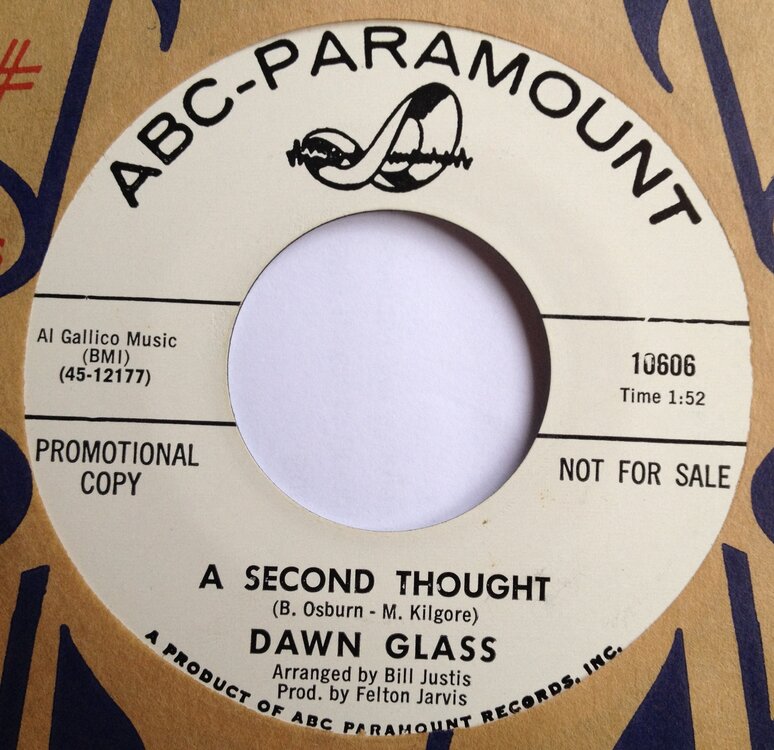 ABC-PARAMOUNT
Al Gallico Music
(BMI)
(45-12177)
10606
Time 1:52
PROMOTIONAL
COPY
NOT FOR SALE
A SECOND THOUGHT
(B. Osburn - M. Kilgore)
DAWN GLASS
Arranged by Bill Justis
Prod. by Felton Jarvis
A PRODUCT OF ABC PARAMOUNT RECORDS, INC.